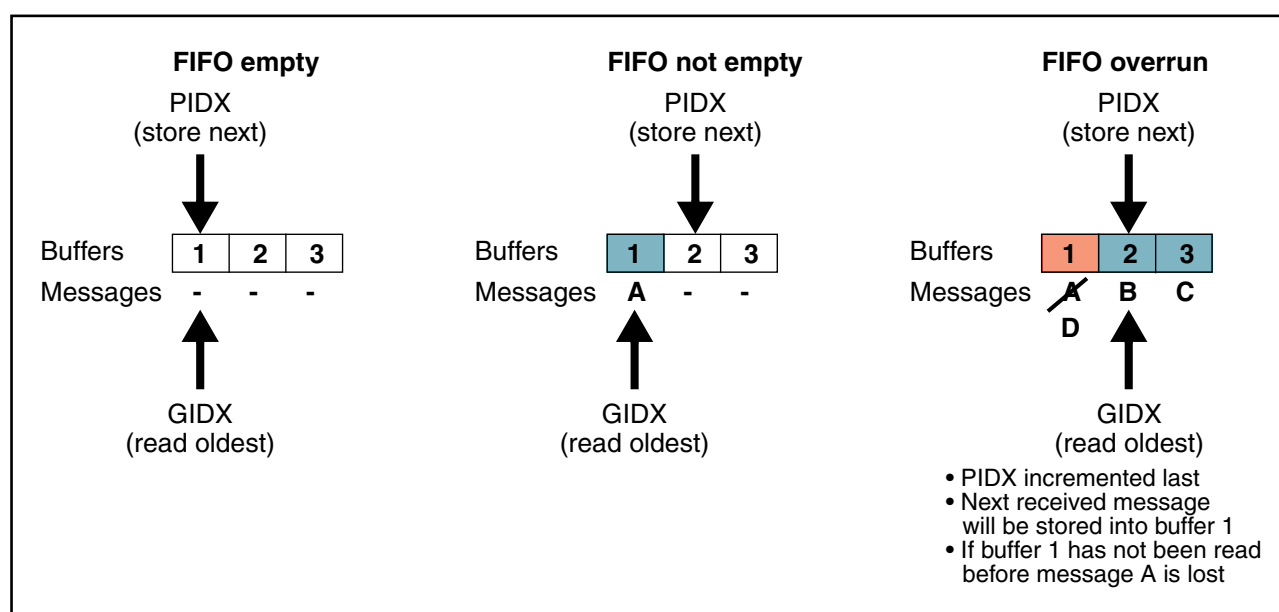 FIFO empty
PIDX
(store next)
Buffers 1 2 3
Messages - - -
GIDX
(read oldest)
FIFO not empty
PIDX
(store next)
Buffers 1 2 3
Messages A - -
GIDX
(read oldest)
FIFO overrun
PIDX
(store next)
Buffers 1 2 3
Messages A B C
D
GIDX
(read oldest)
• PIDX incremented last
• Next received message
will be stored into buffer 1
• If buffer 1 has not been read
before message A is lost